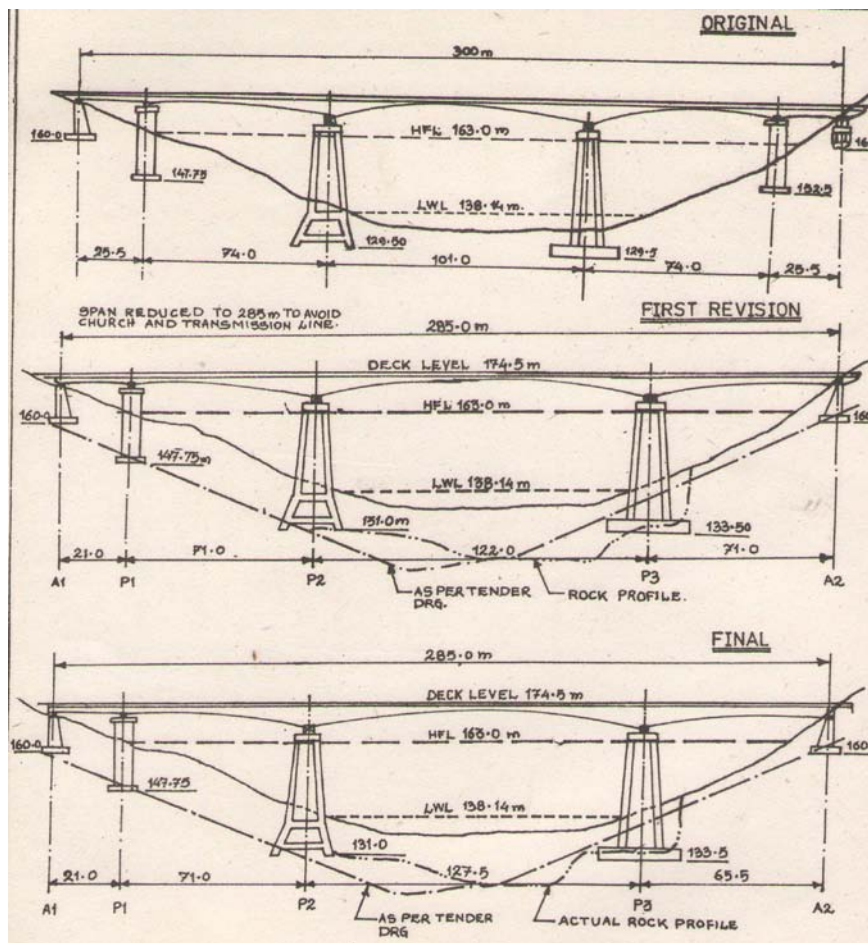 ORIGINAL
300 m
HFL 163.0 m
160.0
16
147.75
152.5
LWL 138.14 m.
129.50
129.5
25.5 74.0 101.0 74.0 25.5
SPAN REDUCED TO 285m TO AVOID
CHURCH AND TRANSMISSION LINE.
FIRST REVISION
285.0 m
DECK LEVEL 174.5 m
HFL 163.0 m
160.0
160
147.75 m
LWL 138.14 m
131.0 m
133.50
21.0 71.0 122.0 71.0
A1 P1 P2 P3 A2
AS PER TENDER
DRG.
ROCK PROFILE.
FINAL
285.0 m
DECK LEVEL 174.5 m
HFL 163.0 m
160.0
160
147.75
LWL 138.14 m
131.0
133.5
21.0 71.0 127.5 65.5
A1 P1 P2 P3 A2
AS PER TENDER
DRG
ACTUAL ROCK PROFILE